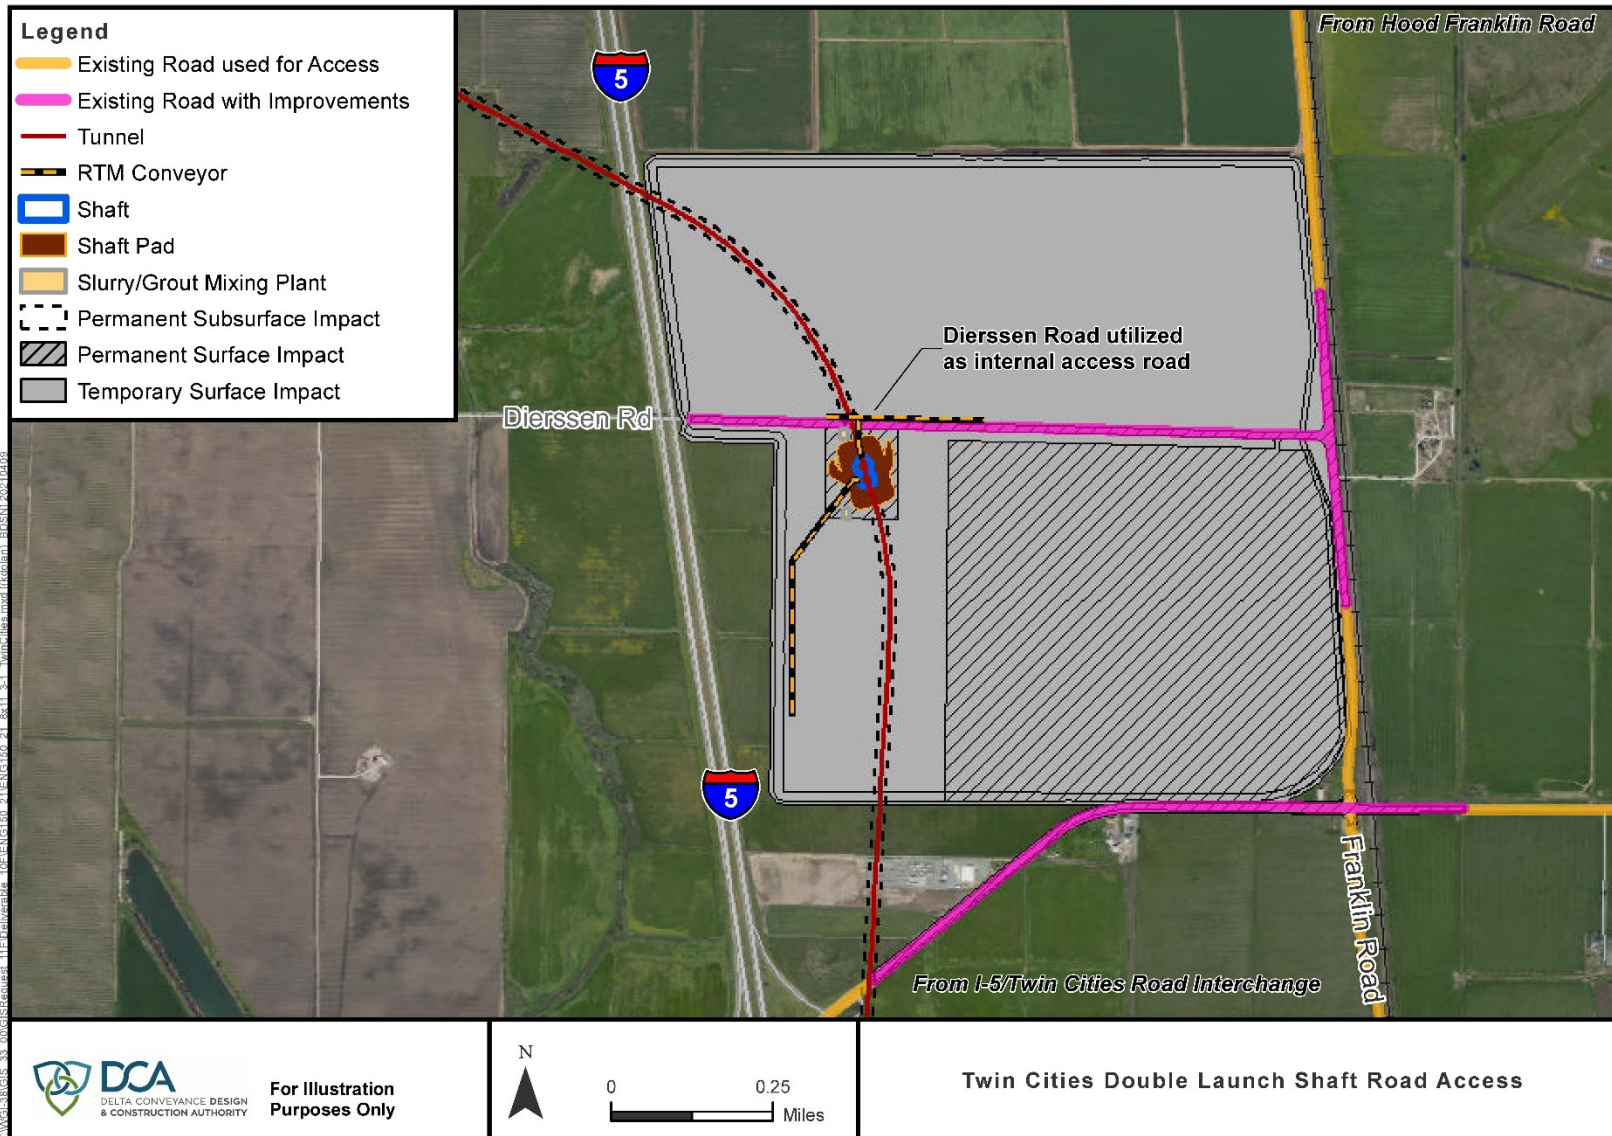 Legend
Existing Road used for Access
Existing Road with Improvements
Tunnel
RTM Conveyor
Shaft
Shaft Pad
Slurry/Grout Mixing Plant
Permanent Subsurface Impact
Permanent Surface Impact
Temporary Surface Impact
From Hood Franklin Road
5
Dierssen Road utilized
as internal access road
Dierssen Rd
5
Franklin Road
From I-5/Twin Cities Road Interchange
DCA
DELTA CONVEYANCE DESIGN
& CONSTRUCTION AUTHORITY
For Illustration
Purposes Only
N
0 0.25
Miles
Twin Cities Double Launch Shaft Road Access